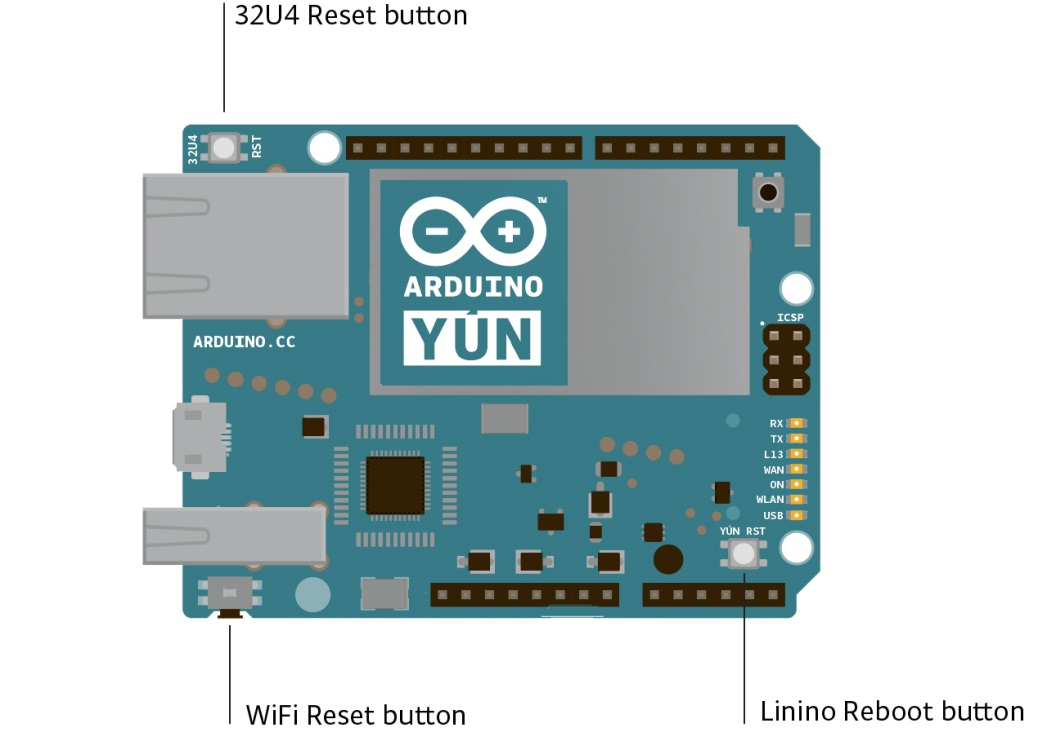 32U4 Reset button
32U4
RST
™
ARDUINO
YÚN
ARDUINO.CC
ICSP
RX
TX
L13
WAN
ON
WLAN
USB
YÚN RST
WiFi Reset button
Linino Reboot button